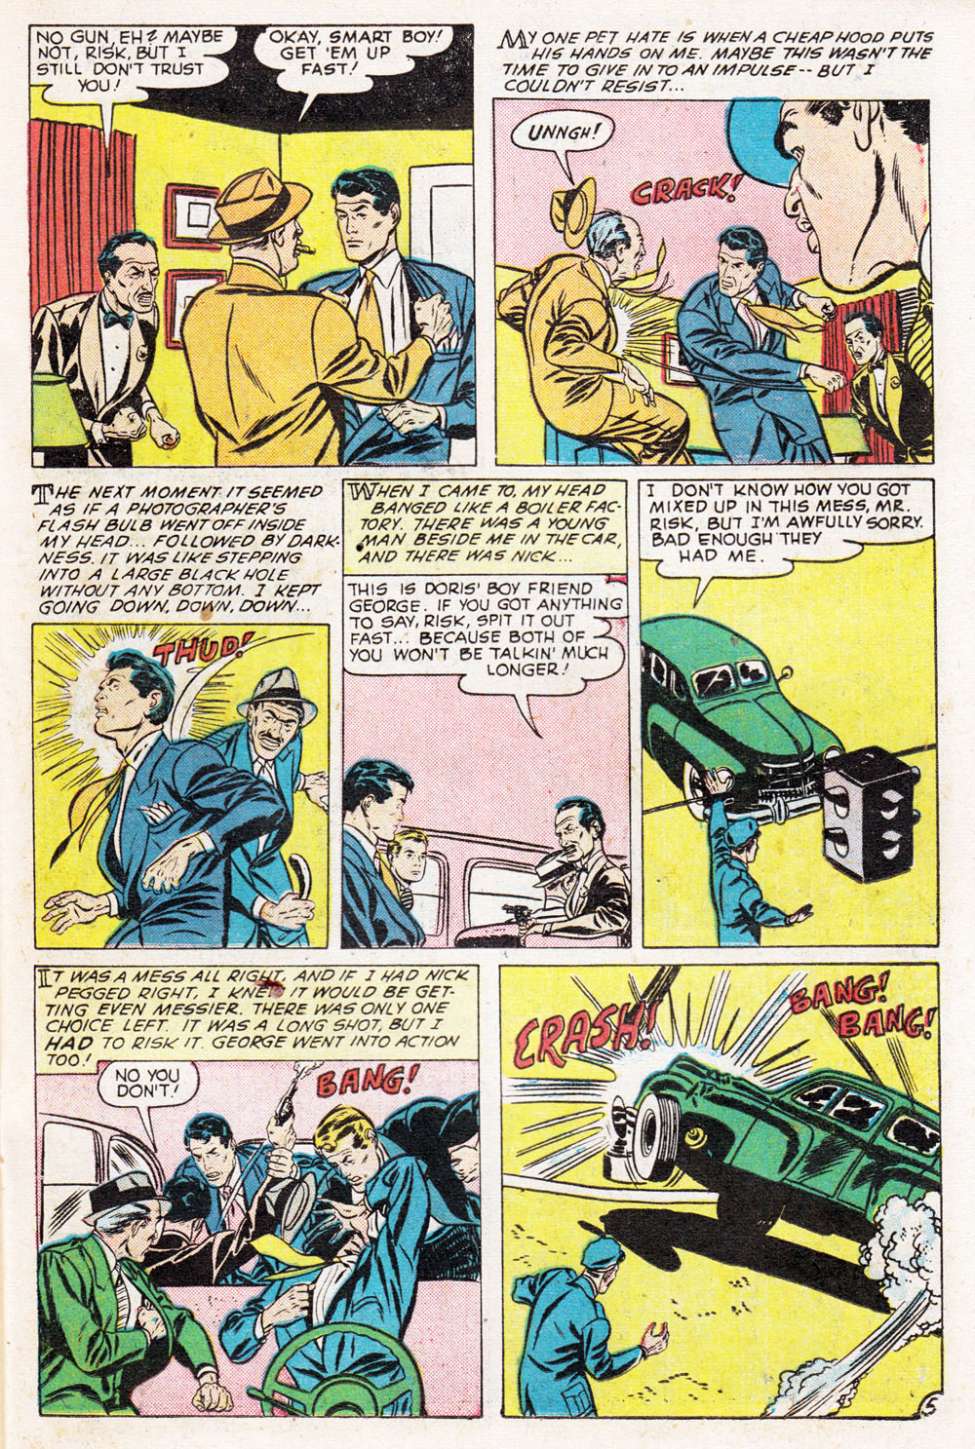 NO GUN, EH? MAYBE
NOT, RISK, BUT I
STILL DON'T TRUST
YOU!
OKAY, SMART BOY!
GET 'EM UP
FAST!
MY ONE PET HATE IS WHEN A CHEAP HOOD PUTS
HIS HANDS ON ME. MAYBE THIS WASN'T THE
TIME TO GIVE IN TO AN IMPULSE-- BUT I
COULDN'T RESIST...
UNNGH!
CRACK!
THE NEXT MOMENT IT SEEMED
AS IF A PHOTOGRAPHER'S
FLASH BULB WENT OFF INSIDE
MY HEAD... FOLLOWED BY DARK-
NESS. IT WAS LIKE STEPPING
INTO A LARGE BLACK HOLE
WITHOUT ANY BOTTOM. I KEPT
GOING DOWN, DOWN, DOWN...
THUD!
WHEN I CAME TO, MY HEAD
BANGED LIKE A BOILER FAC-
TORY. THERE WAS A YOUNG
MAN BESIDE ME IN THE CAR,
AND THERE WAS NICK...
THIS IS DORIS' BOY FRIEND
GEORGE. IF YOU GOT ANYTHING
TO SAY, RISK, SPIT IT OUT
FAST... BECAUSE BOTH OF
YOU WON'T BE TALKIN' MUCH
LONGER!
I DON'T KNOW HOW YOU GOT
MIXED UP IN THIS MESS, MR.
RISK, BUT I'M AWFULLY SORRY.
BAD ENOUGH THEY
HAD ME.
IT WAS A MESS ALL RIGHT, AND IF I HAD NICK
PEGGED RIGHT, I KNEW IT WOULD BE GET-
TING EVEN MESSIER. THERE WAS ONLY ONE
CHOICE LEFT. IT WAS A LONG SHOT, BUT I
HAD TO RISK IT. GEORGE WENT INTO ACTION
TOO!
NO YOU
DON'T!
BANG!
CRASH!
BANG!
BANG!
5